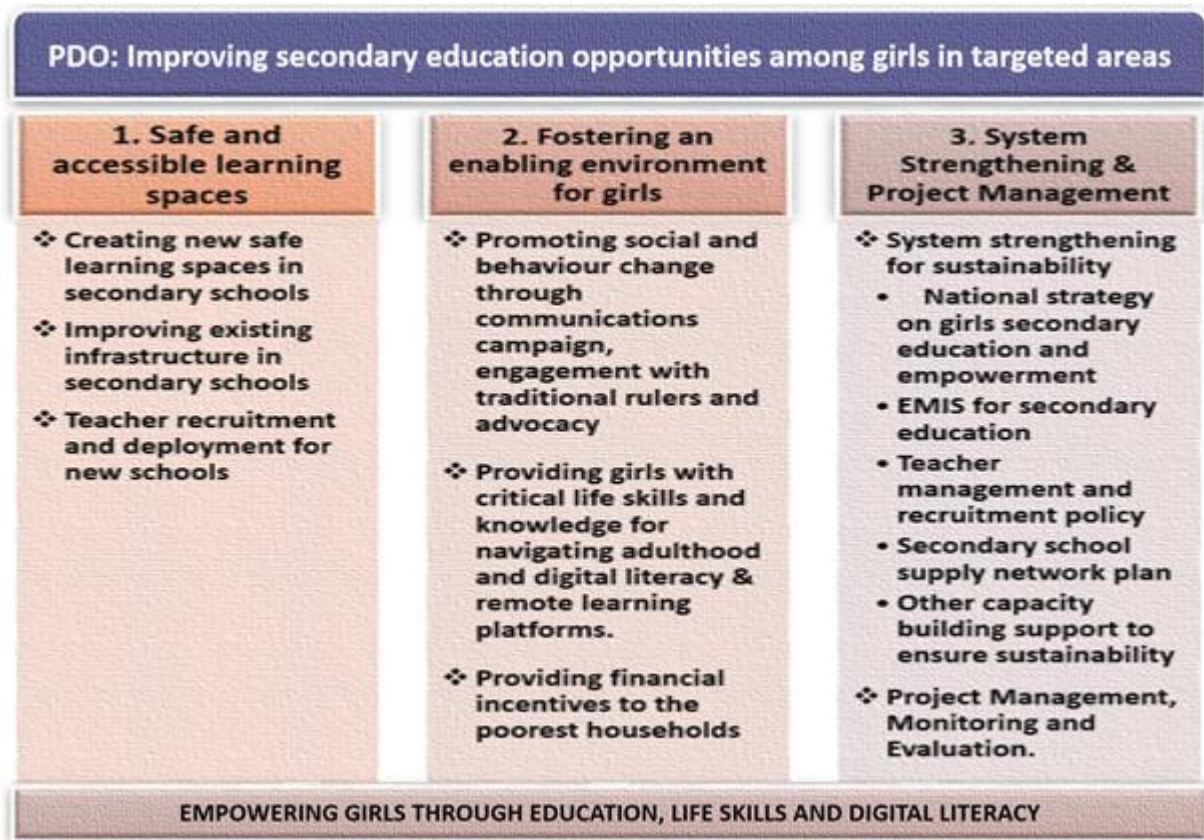 PDO: Improving secondary education opportunities among girls in targeted areas
1. Safe and
accessible learning
spaces
❖ Creating new safe
learning spaces in
secondary schools
❖ Improving existing
infrastructure in
secondary schools
❖ Teacher recruitment
and deployment for
new schools
2. Fostering an
enabling environment
for girls
❖ Promoting social and
behaviour change
through
communications
campaign,
engagement with
traditional rulers and
advocacy
❖ Providing girls with
critical life skills and
knowledge for
navigating adulthood
and digital literacy &
remote learning
platforms.
❖ Providing financial
incentives to the
poorest households
3. System
Strengthening &
Project Management
❖ System strengthening
for sustainability
• National strategy
on girls secondary
education and
empowerment
• EMIS for secondary
education
• Teacher
management and
recruitment policy
• Secondary school
supply network plan
• Other capacity
building support to
ensure sustainability
❖ Project Management,
Monitoring and
Evaluation.
EMPOWERING GIRLS THROUGH EDUCATION, LIFE SKILLS AND DIGITAL LITERACY